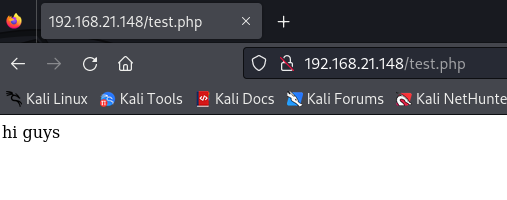 192.168.21.148/test.php
192.168.21.148/test.php
Kali Linux Kali Tools Kali Docs Kali Forums Kali NetHunte
hi guys